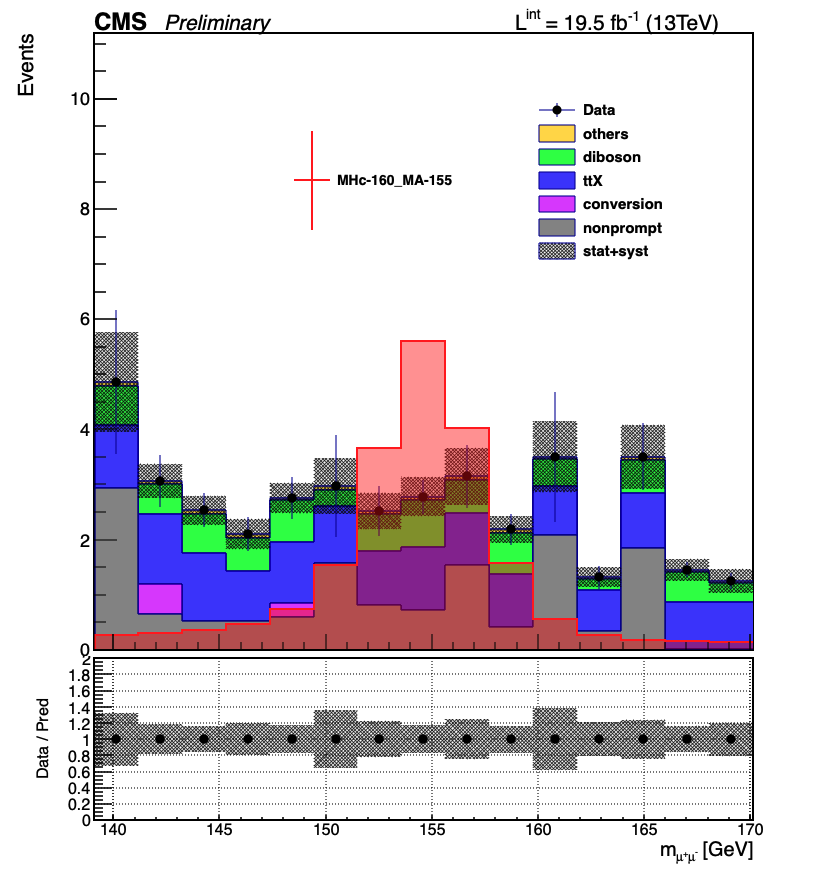 CMS Preliminary L^int = 19.5 fb⁻¹ (13TeV)
Events
10
8
6
4
2
0
Data
others
diboson
ttX
conversion
nonprompt
stat+syst
MHc-160_MA-155
Data / Pred
2
1.8
1.6
1.4
1.2
1
0.8
0.6
0.4
0.2
0
140 145 150 155 160 165 170
m_μ⁺μ⁻ [GeV]